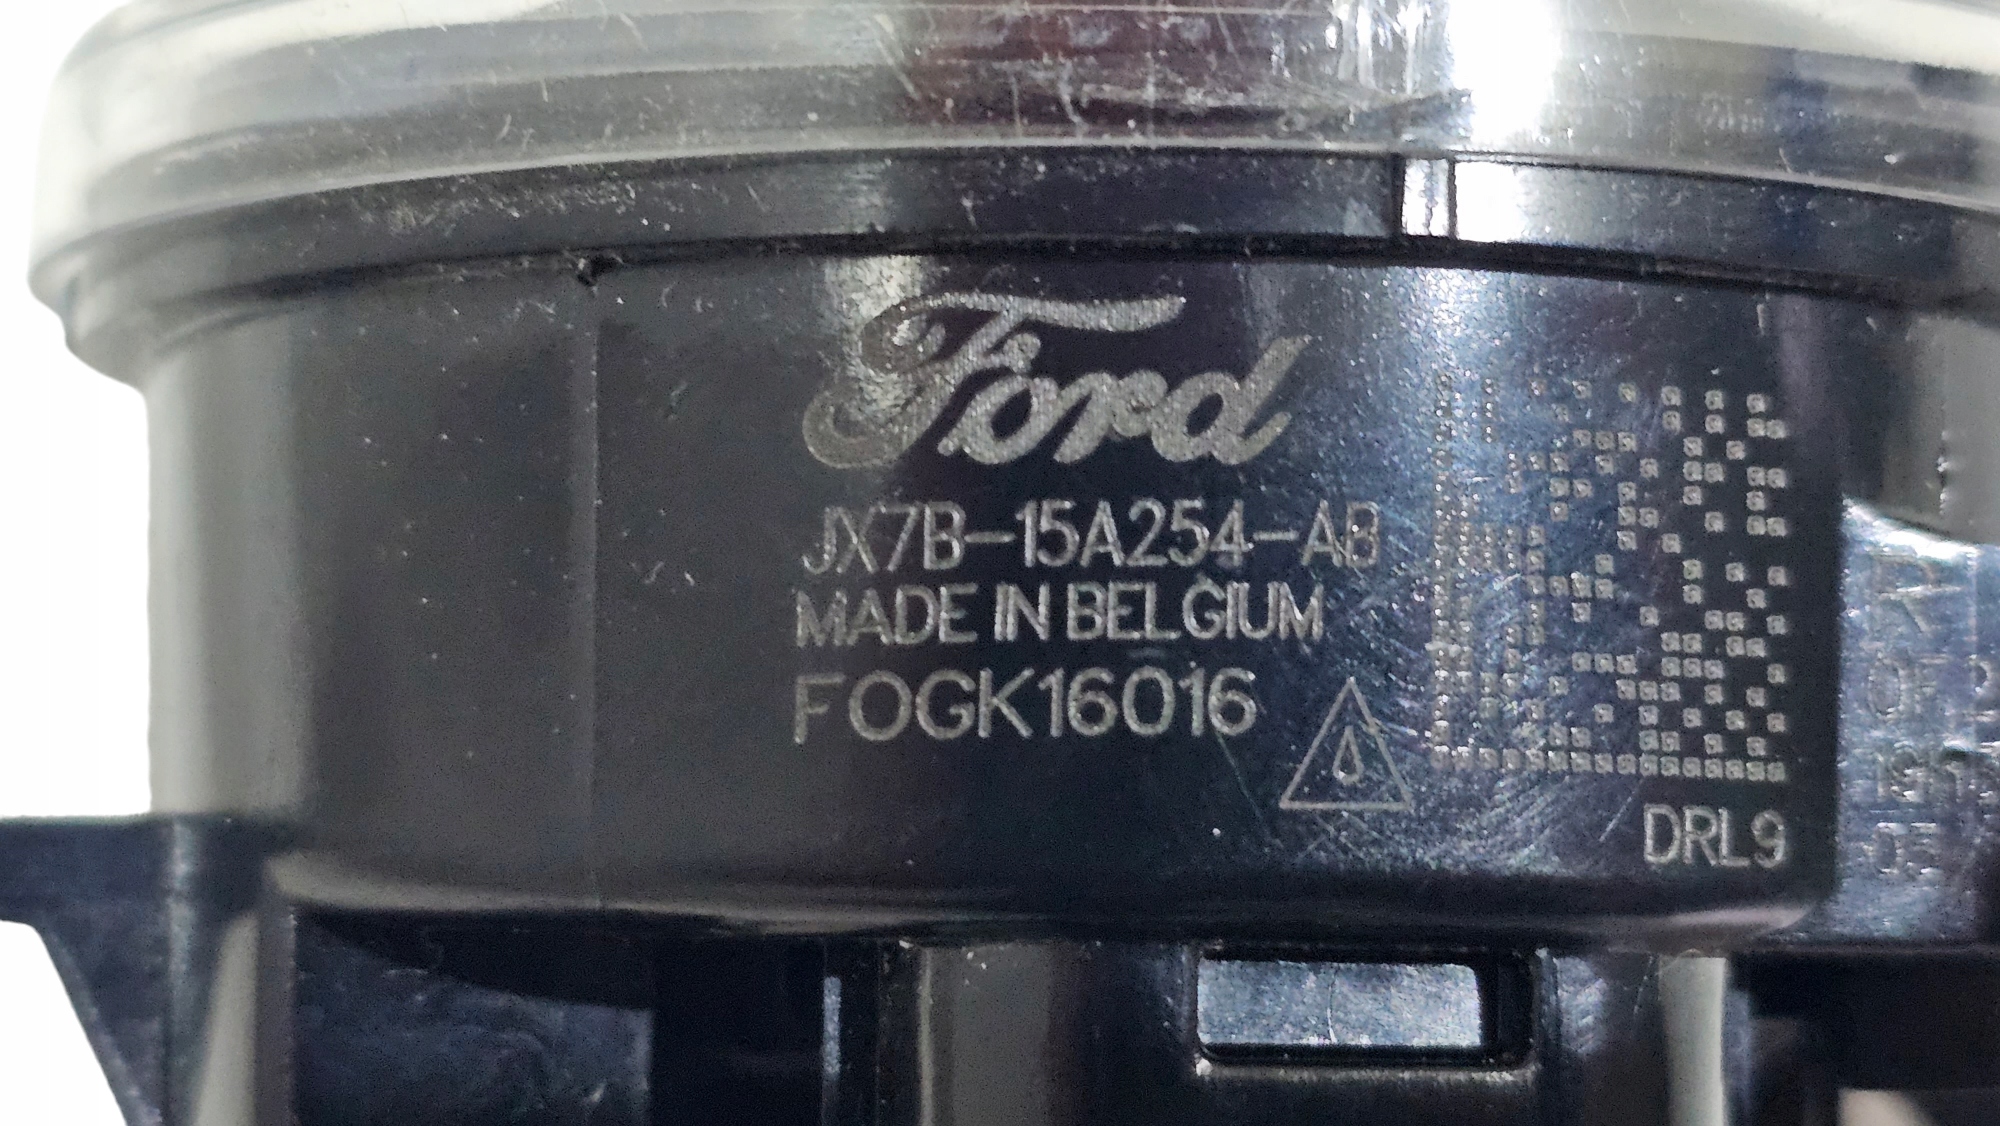 Ford
JX7B-15A254-AB
MADE IN BELGIUM
FOGK16016
DRL9